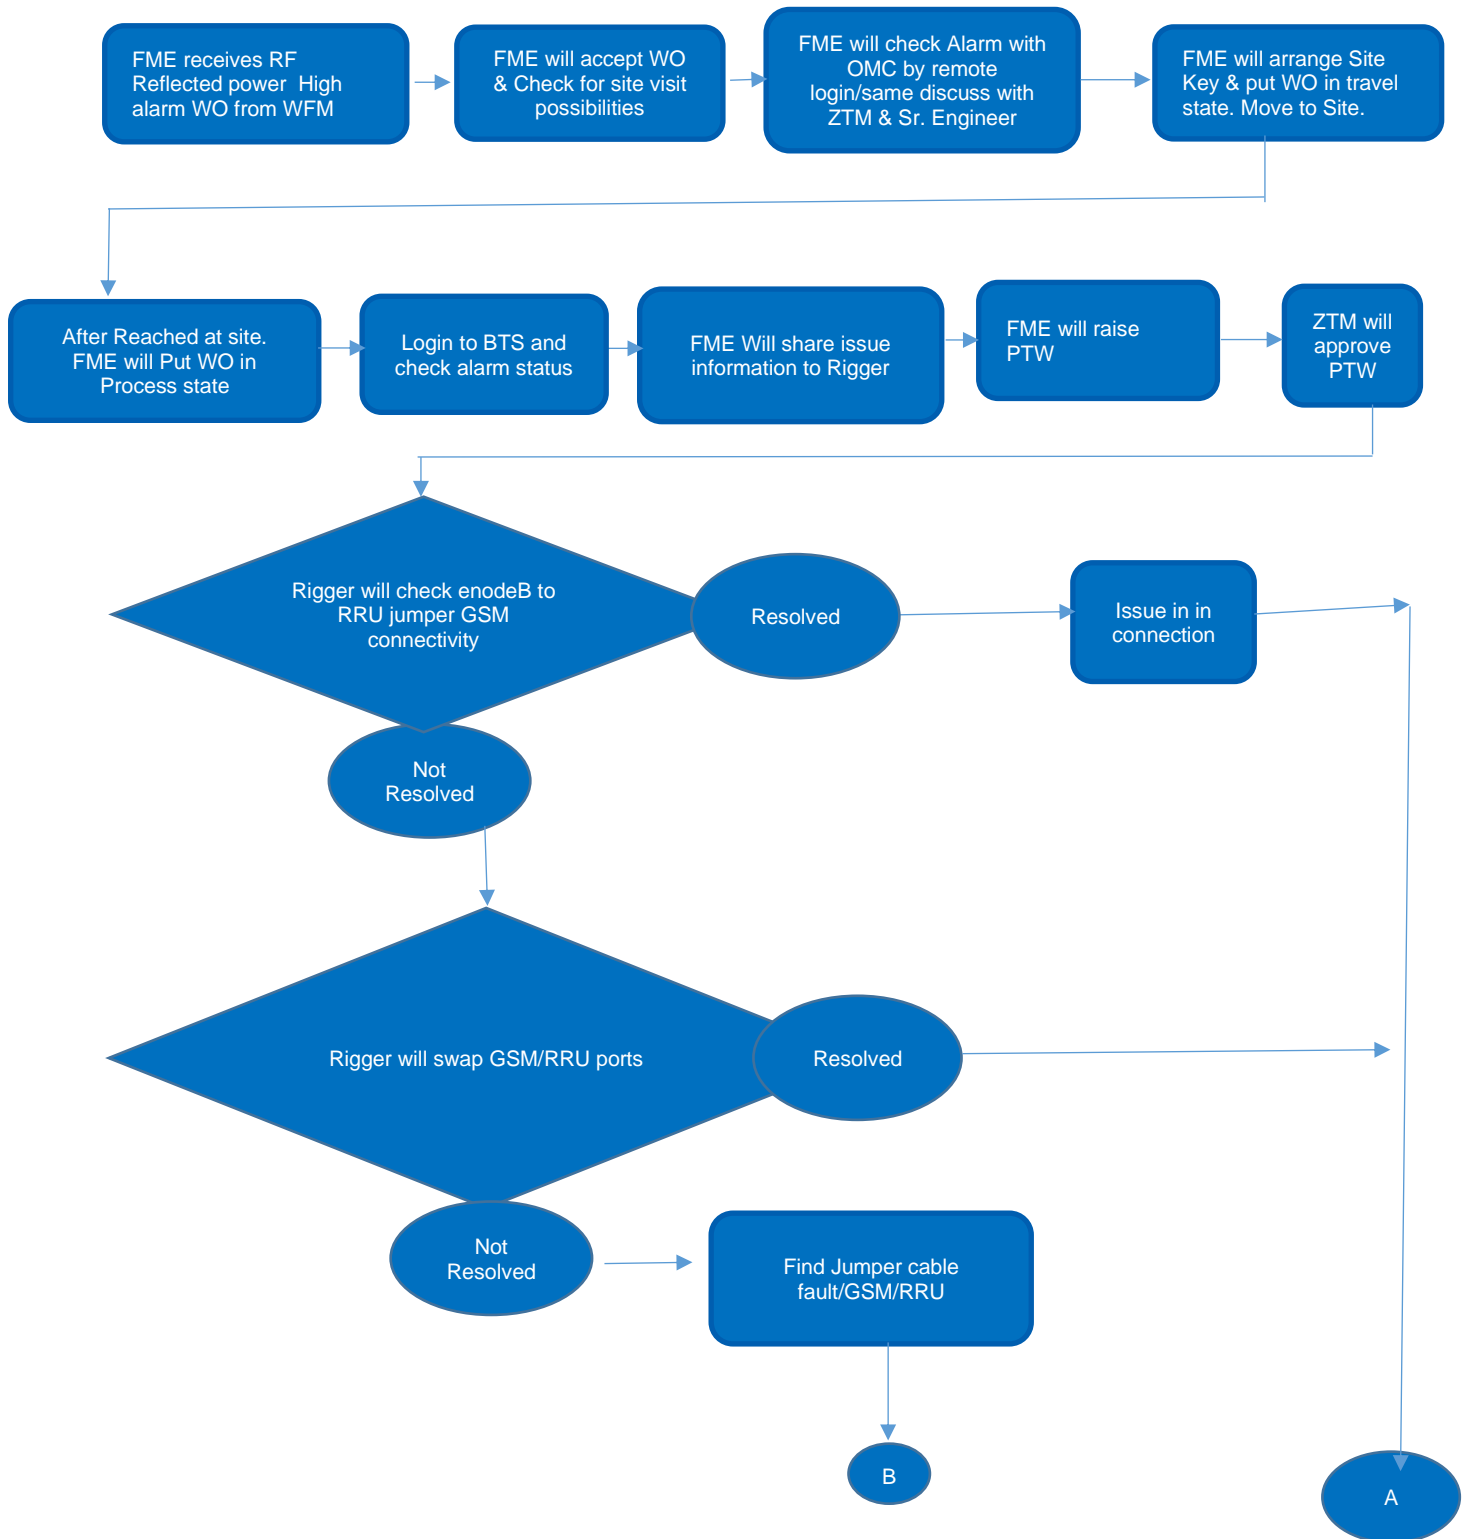 FME receives RF
Reflected power  High
alarm WO from WFM
FME will accept WO
& Check for site visit
possibilities
FME will check Alarm with
OMC by remote
login/same discuss with
ZTM & Sr. Engineer
FME will arrange Site
Key & put WO in travel
state. Move to Site.
After Reached at site.
FME will Put WO in
Process state
Login to BTS and
check alarm status
FME Will share issue
information to Rigger
FME will raise
PTW
ZTM will
approve
PTW
Rigger will check enodeB to
RRU jumper GSM
connectivity
Resolved
Issue in in
connection
Not
Resolved
Rigger will swap GSM/RRU ports
Resolved
Not
Resolved
Find Jumper cable
fault/GSM/RRU
B
A